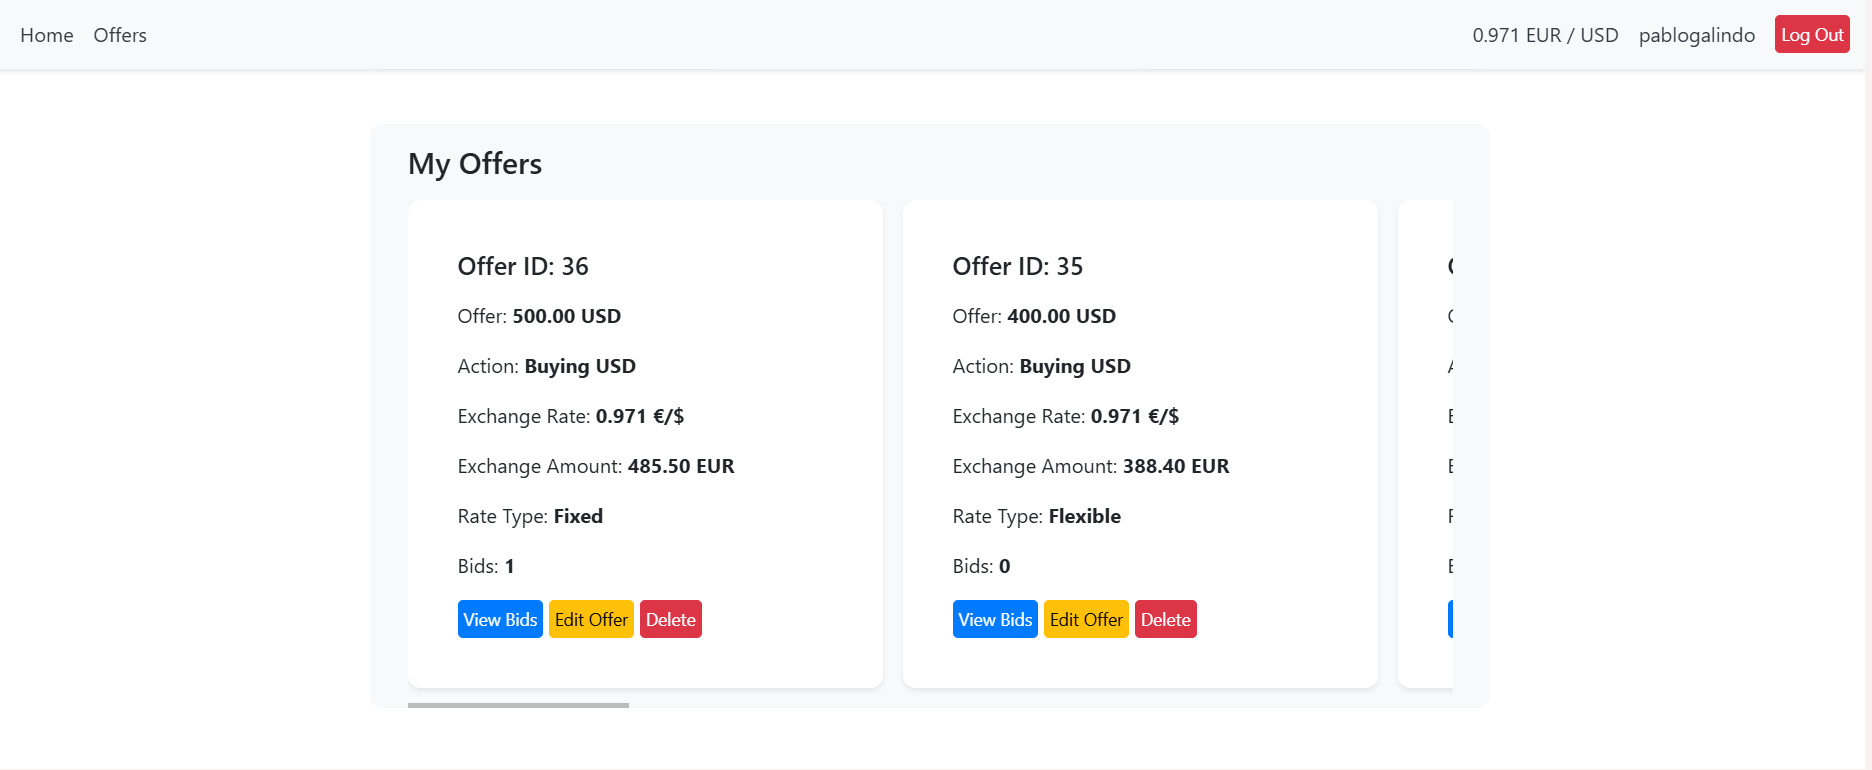 Home Offers 0.971 EUR / USD pablogalindo Log Out
My Offers
Offer ID: 36
Offer: 500.00 USD
Action: Buying USD
Exchange Rate: 0.971 €/$
Exchange Amount: 485.50 EUR
Rate Type: Fixed
Bids: 1
View Bids Edit Offer Delete
Offer ID: 35
Offer: 400.00 USD
Action: Buying USD
Exchange Rate: 0.971 €/$
Exchange Amount: 388.40 EUR
Rate Type: Flexible
Bids: 0
View Bids Edit Offer Delete